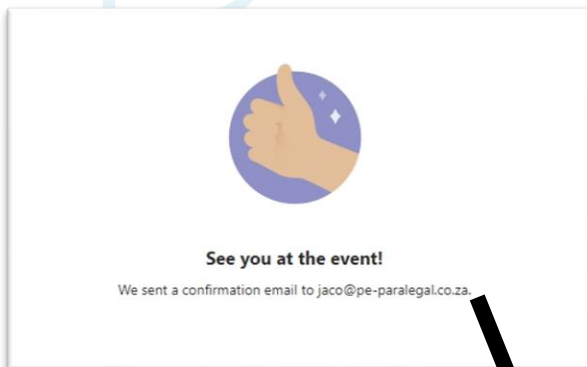 See you at the event!
We sent a confirmation email to jaco@pe-paralegal.co.za.